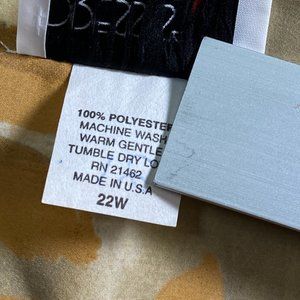 100% POLYESTER
MACHINE WASH
WARM GENTLE
TUMBLE DRY LO
RN 21462
MADE IN U.S.A
22W